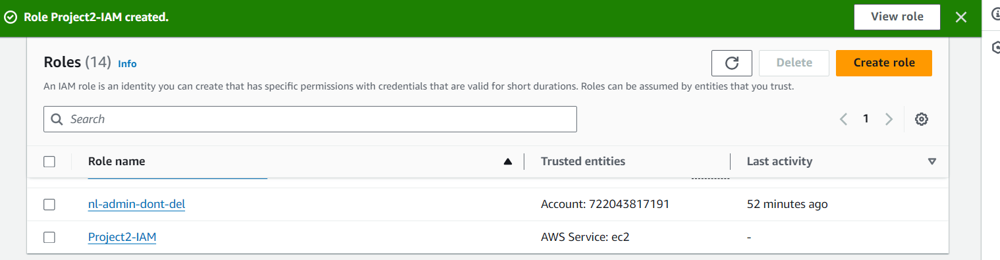 Role Project2-IAM created.
View role
Roles (14) Info
Delete
Create role
An IAM role is an identity you can create that has specific permissions with credentials that are valid for short durations. Roles can be assumed by entities that you trust.
Search
1
Role name Trusted entities Last activity
nl-admin-dont-del Account: 722043817191 52 minutes ago
Project2-IAM AWS Service: ec2 -